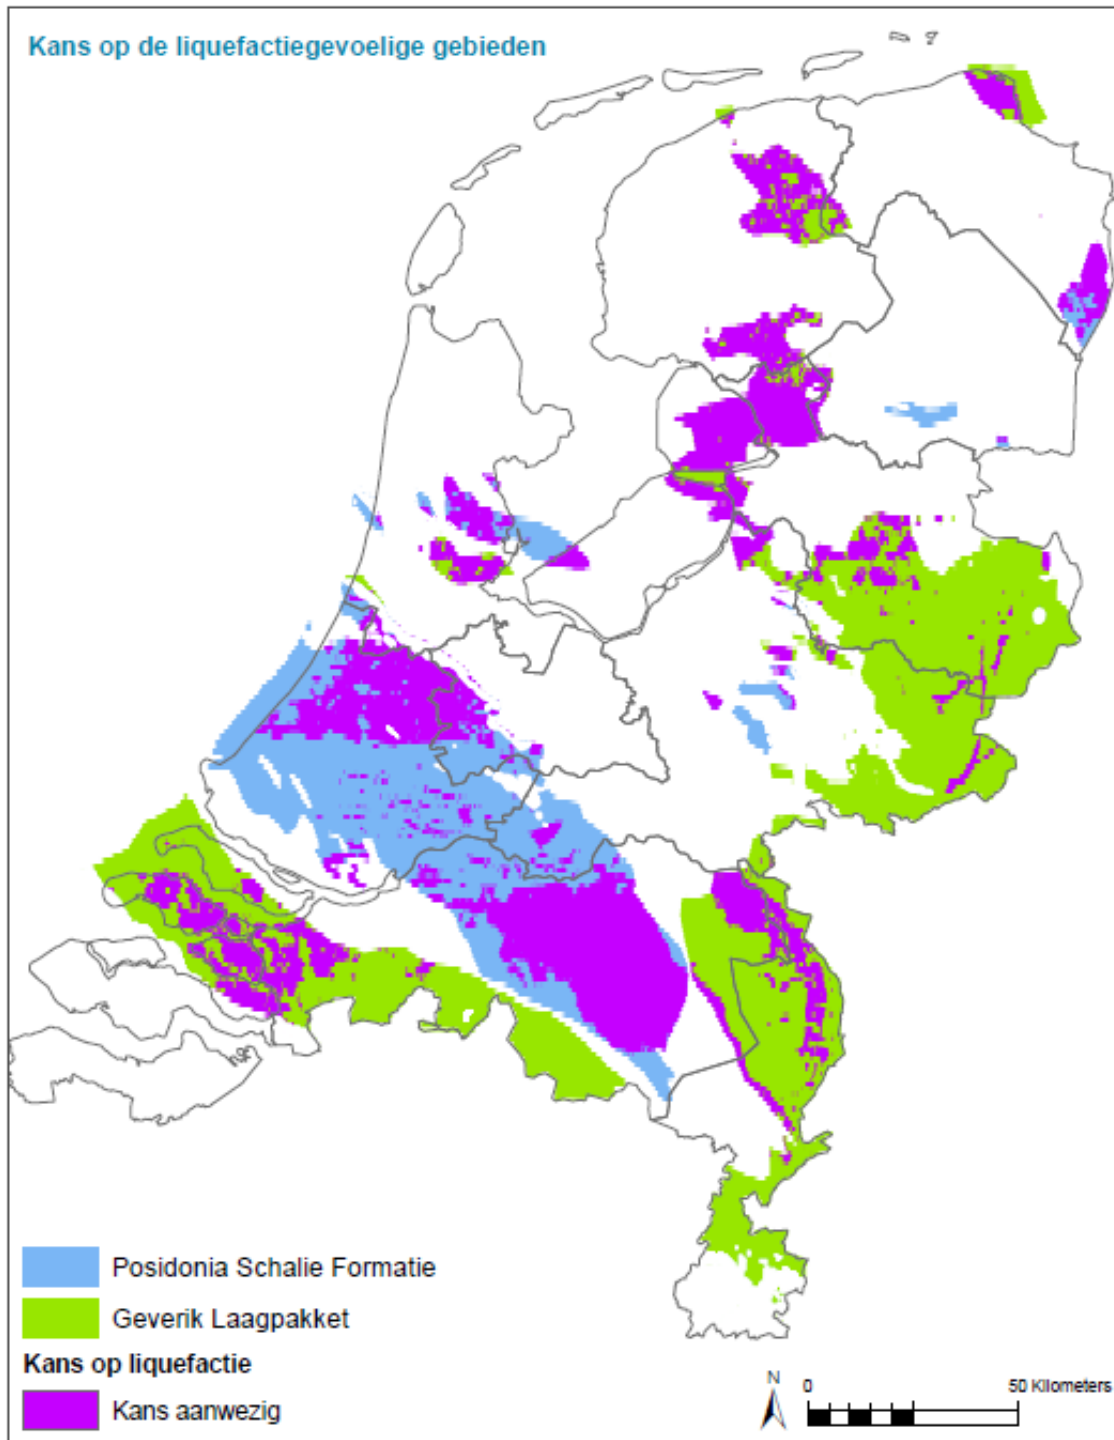 Kans op de liquefactiegevoelige gebieden
Posidonia Schalie Formatie
Geverik Laagpakket
Kans op liquefactie
Kans aanwezig
N
0 50 Kilometers